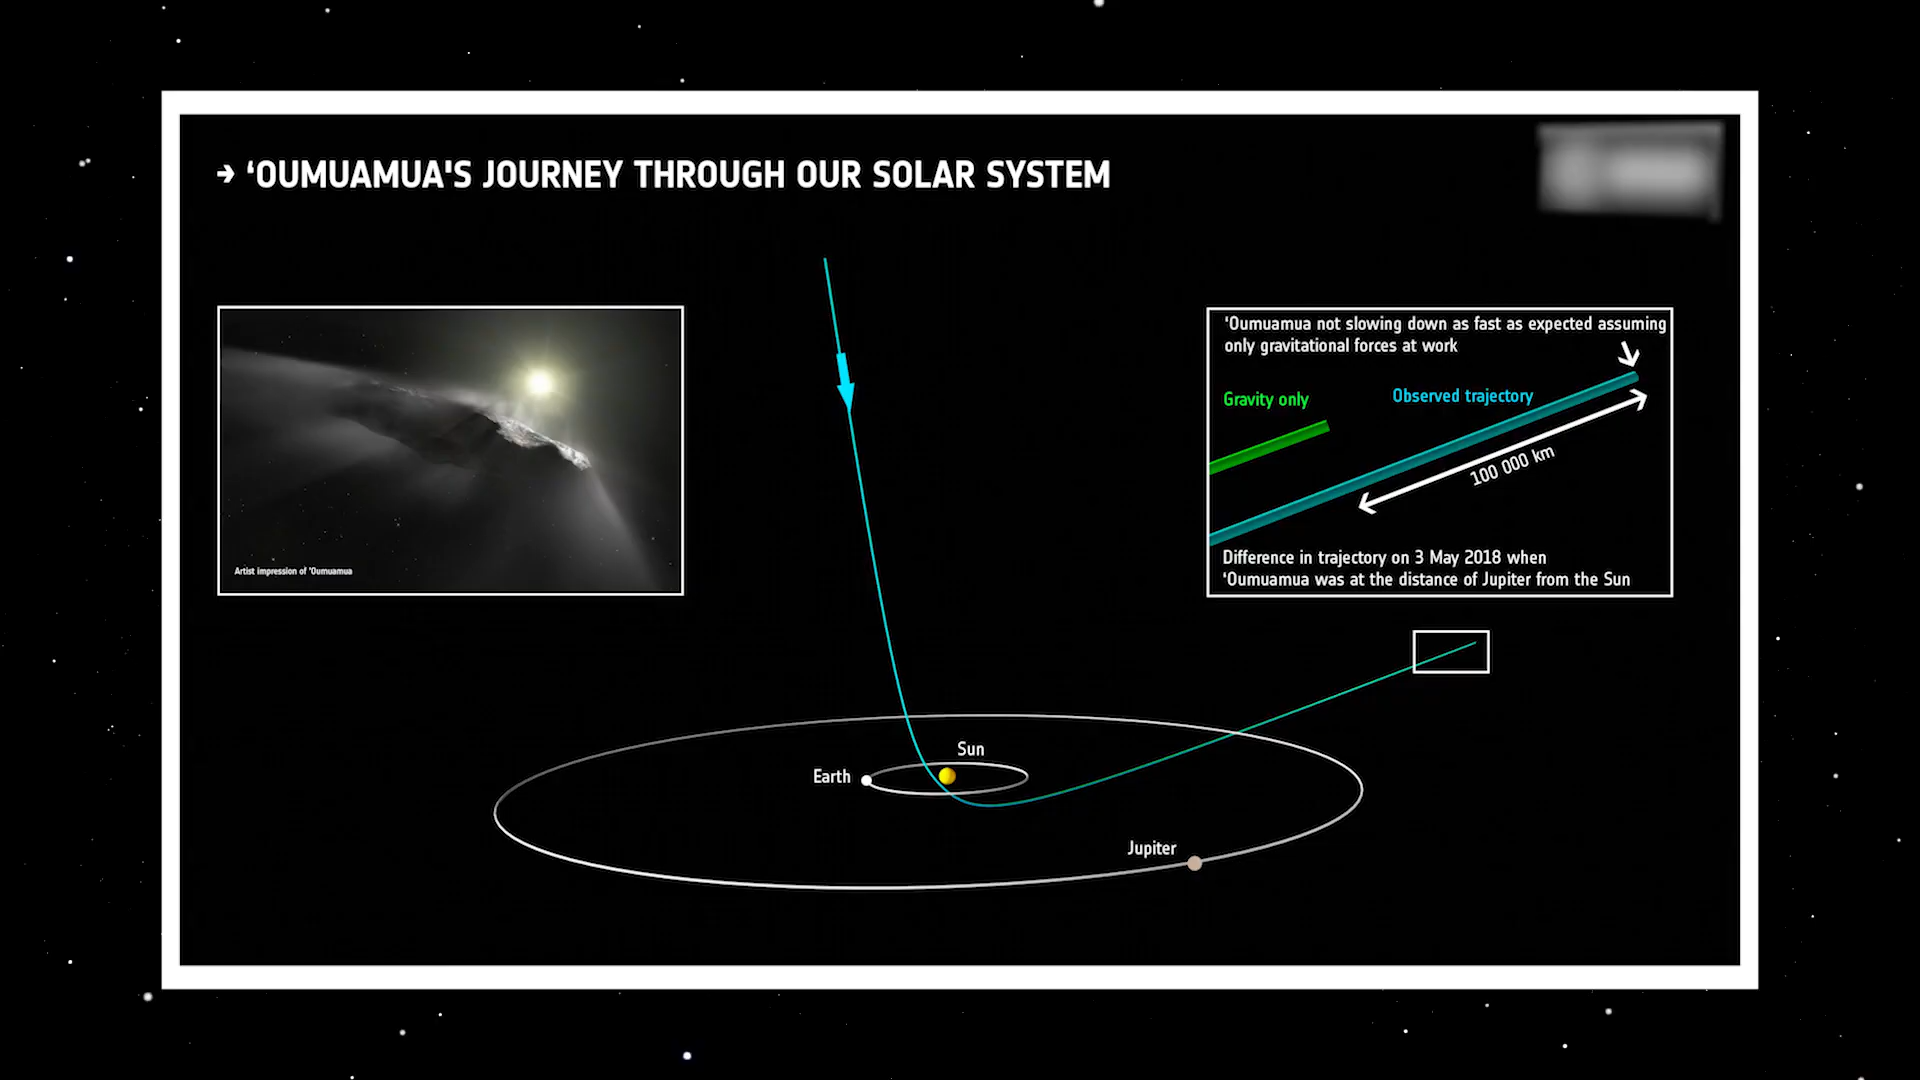 → ‘OUMUAMUA'S JOURNEY THROUGH OUR SOLAR SYSTEM
Artist impression of 'Oumuamua
'Oumuamua not slowing down as fast as expected assuming
only gravitational forces at work
Gravity only
Observed trajectory
100 000 km
Difference in trajectory on 3 May 2018 when
'Oumuamua was at the distance of Jupiter from the Sun
Sun
Earth
Jupiter